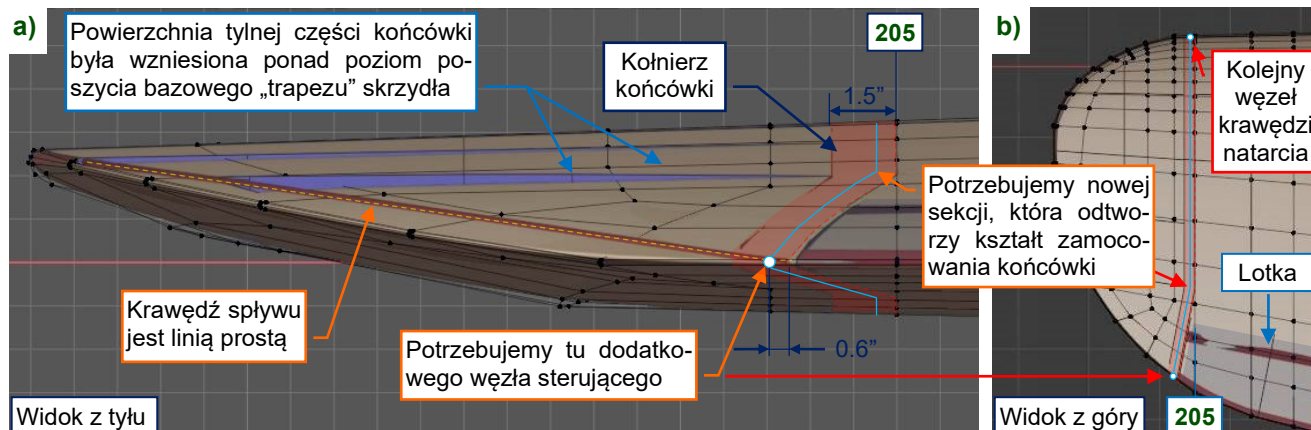 a)
Powierzchnia tylnej części końcówki
była wzniesiona ponad poziom po-
szycia bazowego „trapezu” skrzydła
Kołnierz
końcówki
205
1.5”
Potrzebujemy nowej
sekcji, która odtwo-
rzy kształt zamoco-
wania końcówki
Krawędź spływu
jest linią prostą
Potrzebujemy tu dodatko-
wego węzła sterującego
0.6”
Widok z tyłu
b)
Kolejny
węzeł
krawędzi
natarcia
Lotka
Widok z góry
205